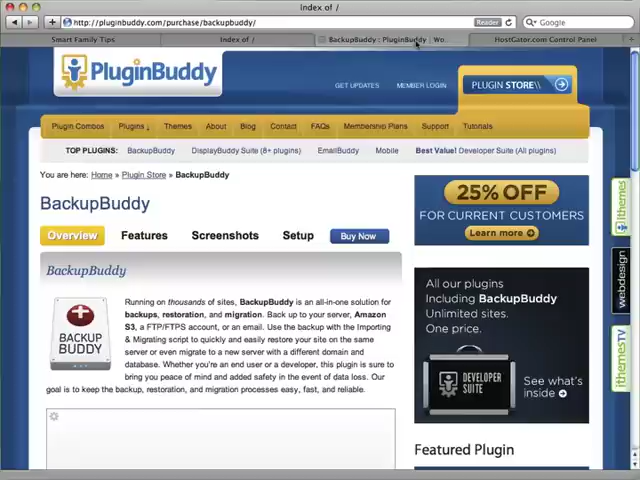 Index of /
http://pluginbuddy.com/purchase/backupbuddy/
Reader
Google
Smart Family Tips
Index of /
BackupBuddy : PluginBuddy | Wo...
HostGator.com Control Panel
PluginBuddy
GET UPDATES
MEMBER LOGIN
PLUGIN STORE\\
Plugin Combos
Plugins ↓
Themes
About
Blog
Contact
FAQs
Membership Plans
Support
Tutorials
TOP PLUGINS:
BackupBuddy
DisplayBuddy Suite (8+ plugins)
EmailBuddy
Mobile
Best Value! Developer Suite (All plugins)
You are here: Home » Plugin Store » BackupBuddy
BackupBuddy
Overview
Features
Screenshots
Setup
Buy Now
BackupBuddy
BACKUP
BUDDY
Running on thousands of sites, BackupBuddy is an all-in-one solution for
backups, restoration, and migration. Back up to your server, Amazon
S3, a FTP/FTPS account, or an email. Use the backup with the Importing
& Migrating script to quickly and easily restore your site on the same
server or even migrate to a new server with a different domain and
database. Whether you're an end user or a developer, this plugin is sure to
bring you peace of mind and added safety in the event of data loss. Our
goal is to keep the backup, restoration, and migration processes easy, fast, and reliable.
25% OFF
FOR CURRENT CUSTOMERS
Learn more
All our plugins
Including BackupBuddy
Unlimited sites.
One price.
DEVELOPER
SUITE
See what's
inside
Featured Plugin
ithemes
webdesign
ithemesTV